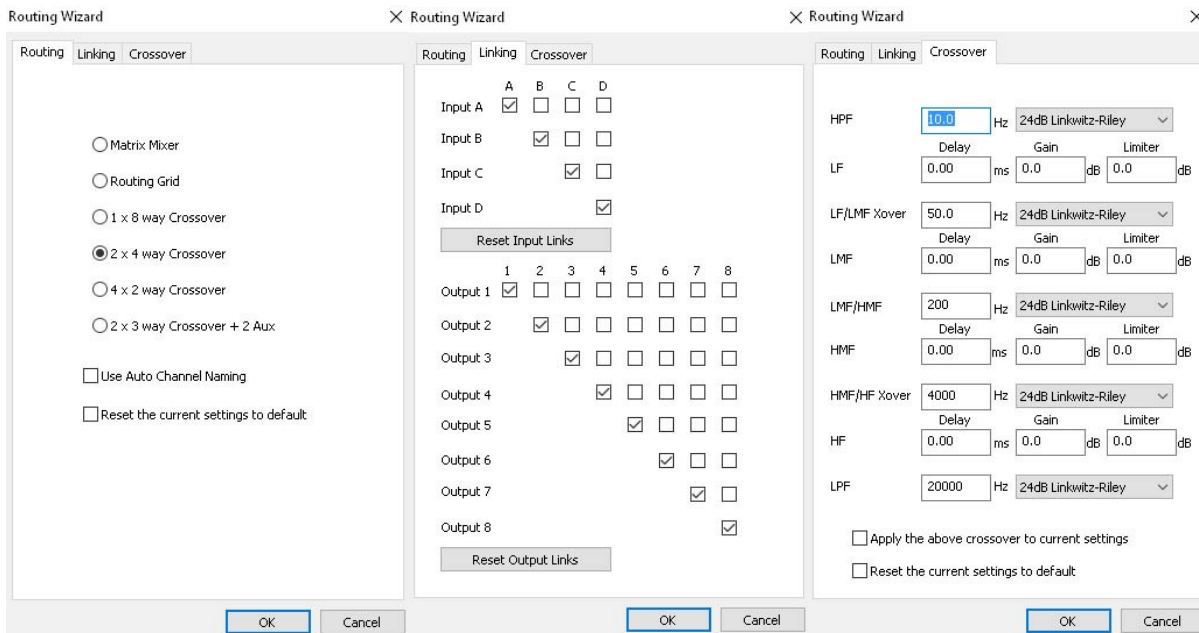 Routing Wizard
Routing Linking Crossover
Matrix Mixer
Routing Grid
1 x 8 way Crossover
2 x 4 way Crossover
4 x 2 way Crossover
2 x 3 way Crossover + 2 Aux
Use Auto Channel Naming
Reset the current settings to default
OK Cancel
Routing Wizard
Routing Linking Crossover
A B C D
Input A
Input B
Input C
Input D
Reset Input Links
1 2 3 4 5 6 7 8
Output 1
Output 2
Output 3
Output 4
Output 5
Output 6
Output 7
Output 8
Reset Output Links
OK Cancel
Routing Wizard
Routing Linking Crossover
HPF 10.0 Hz 24dB Linkwitz-Riley
Delay Gain Limiter
LF 0.00 ms 0.0 dB 0.0 dB
LF/LMF Xover 50.0 Hz 24dB Linkwitz-Riley
Delay Gain Limiter
LMF 0.00 ms 0.0 dB 0.0 dB
LMF/HMF 200 Hz 24dB Linkwitz-Riley
Delay Gain Limiter
HMF 0.00 ms 0.0 dB 0.0 dB
HMF/HF Xover 4000 Hz 24dB Linkwitz-Riley
Delay Gain Limiter
HF 0.00 ms 0.0 dB 0.0 dB
LPF 20000 Hz 24dB Linkwitz-Riley
Apply the above crossover to current settings
Reset the current settings to default
OK Cancel